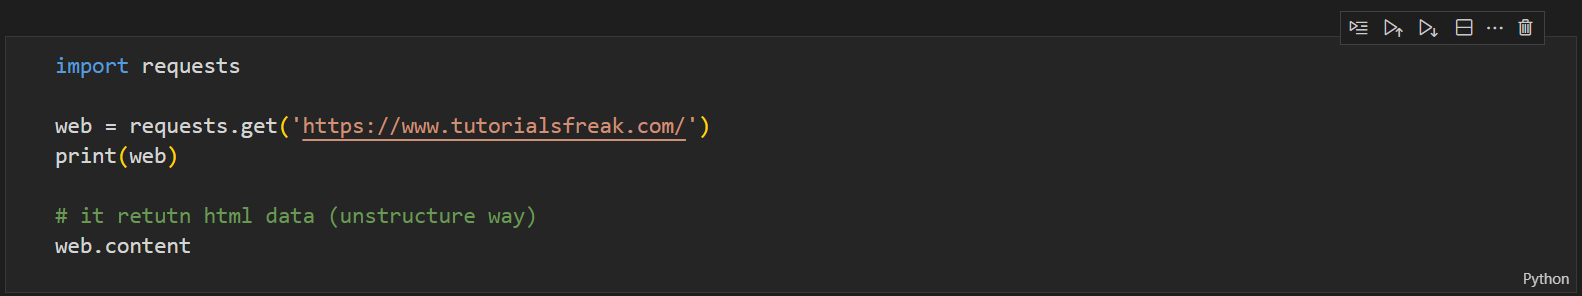 import requests
web = requests.get('https://www.tutorialsfreak.com/')
print(web)
# it retutn html data (unstructure way)
web.content
Python